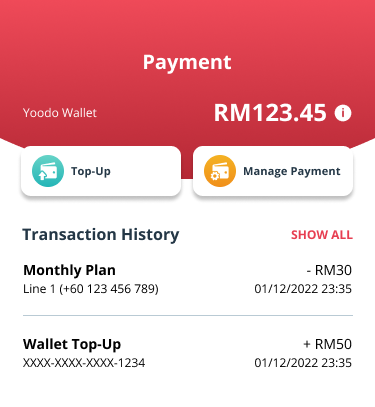 Payment
Yoodo Wallet RM123.45 i
Top-Up Manage Payment
Transaction History SHOW ALL
Monthly Plan - RM30
Line 1 (+60 123 456 789) 01/12/2022 23:35
Wallet Top-Up + RM50
XXXX-XXXX-XXXX-1234 01/12/2022 23:35